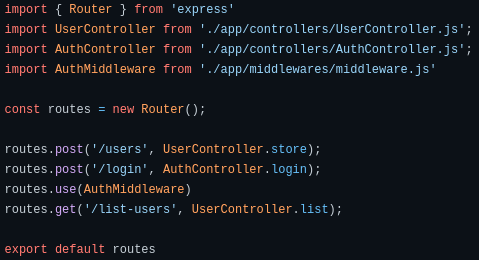 import { Router } from 'express'
import UserController from './app/controllers/UserController.js';
import AuthController from './app/controllers/AuthController.js';
import AuthMiddleware from './app/middlewares/middleware.js'
const routes = new Router();
routes.post('/users', UserController.store);
routes.post('/login', AuthController.login);
routes.use(AuthMiddleware)
routes.get('/list-users', UserController.list);
export default routes